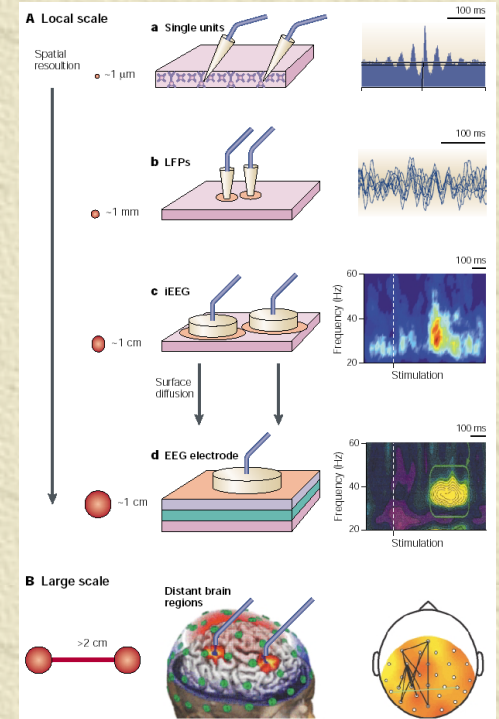 A Local scale
Spatial
resoultion
~1 µm
a Single units
100 ms
b LFPs
100 ms
~1 mm
c iEEG
100 ms
~1 cm
60
40
20
Frequency (Hz)
Stimulation
Surface
diffusion
d EEG electrode
100 ms
~1 cm
60
40
20
Frequency (Hz)
Stimulation
B Large scale
Distant brain
regions
>2 cm